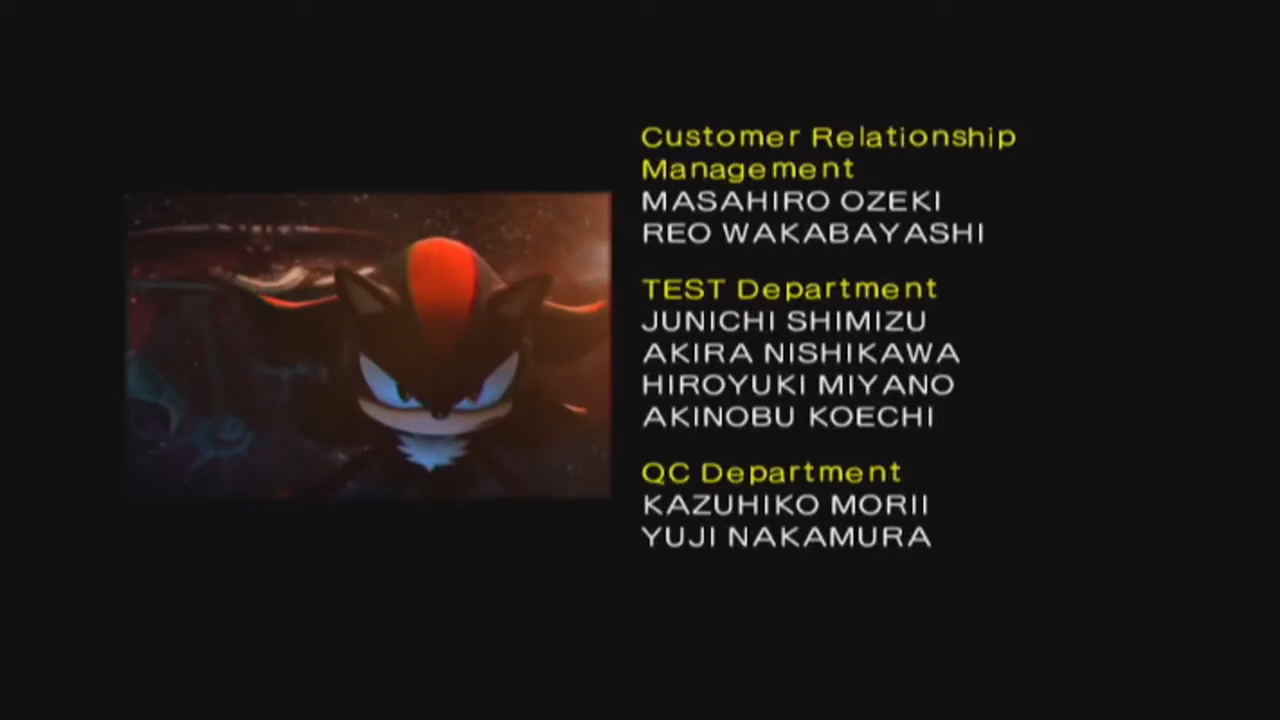 Customer Relationship
Management
MASAHIRO OZEKI
REO WAKABAYASHI
TEST Department
JUNICHI SHIMIZU
AKIRA NISHIKAWA
HIROYUKI MIYANO
AKINOBU KOECHI
QC Department
KAZUHIKO MORII
YUJI NAKAMURA